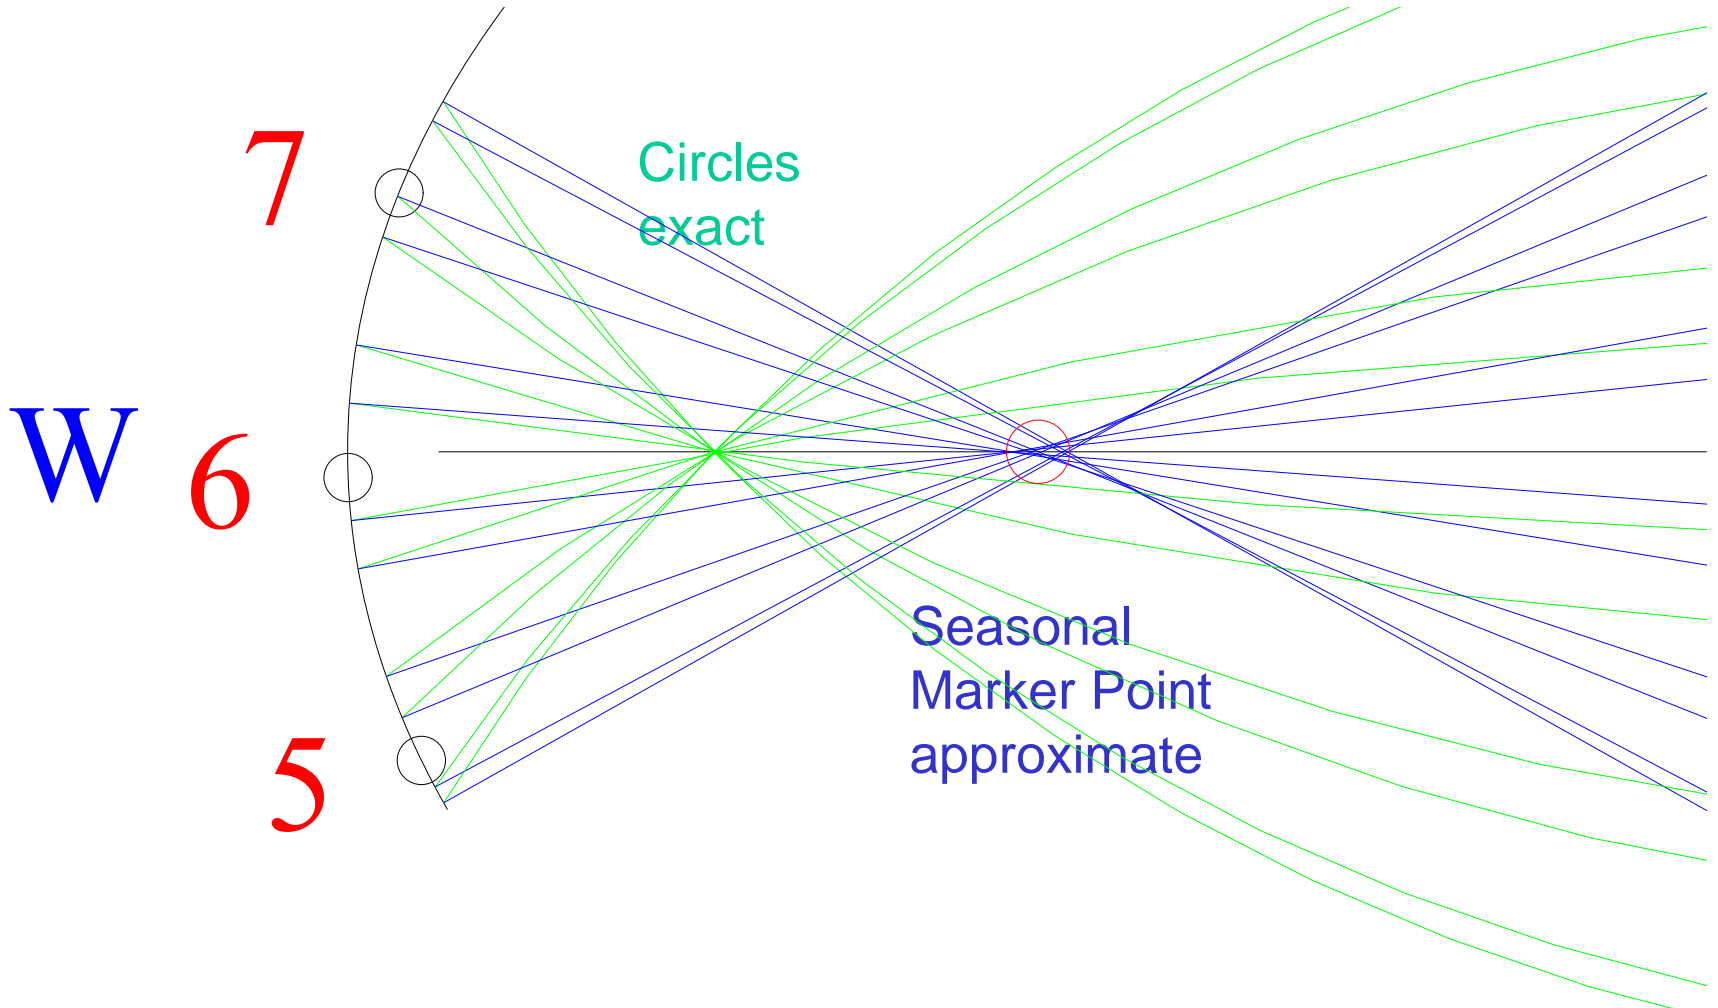 7
Circles
exact
W
6
Seasonal
Marker Point
approximate
5